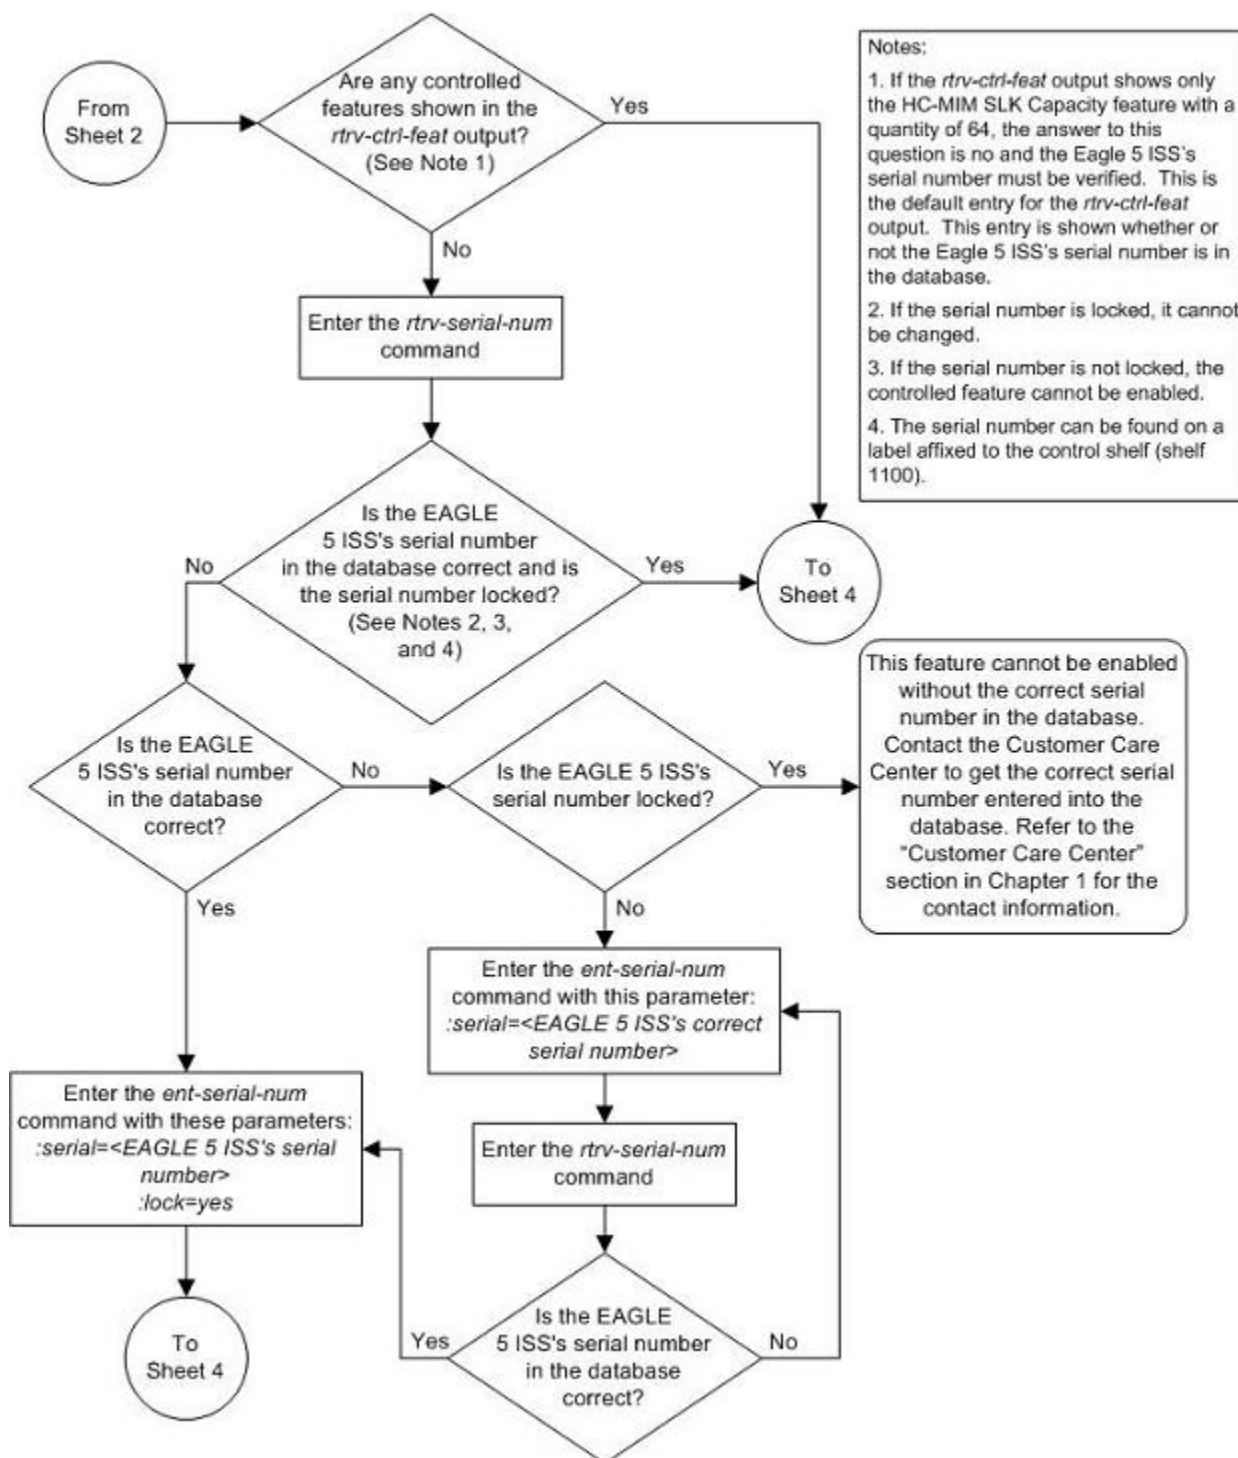 From
Sheet 2
Are any controlled
features shown in the
rtrv-ctrl-feat output?
(See Note 1)
Yes
No
Notes:
1. If the rtrv-ctrl-feat output shows only
the HC-MIM SLK Capacity feature with a
quantity of 64, the answer to this
question is no and the Eagle 5 ISS's
serial number must be verified. This is
the default entry for the rtrv-ctrl-feat
output. This entry is shown whether or
not the Eagle 5 ISS's serial number is in
the database.
2. If the serial number is locked, it cannot
be changed.
3. If the serial number is not locked, the
controlled feature cannot be enabled.
4. The serial number can be found on a
label affixed to the control shelf (shelf
1100).
Enter the rtrv-serial-num
command
Is the EAGLE
5 ISS's serial number
in the database correct and is
the serial number locked?
(See Notes 2, 3,
and 4)
No
Yes
To
Sheet 4
Is the EAGLE
5 ISS's serial number
in the database
correct?
No
Yes
Is the EAGLE 5 ISS's
serial number locked?
Yes
No
This feature cannot be enabled
without the correct serial
number in the database.
Contact the Customer Care
Center to get the correct serial
number entered into the
database. Refer to the
“Customer Care Center”
section in Chapter 1 for the
contact information.
Enter the ent-serial-num
command with this parameter:
:serial=<EAGLE 5 ISS's correct
serial number>
Enter the ent-serial-num
command with these parameters:
:serial=<EAGLE 5 ISS's serial
number>
:lock=yes
Enter the rtrv-serial-num
command
Is the EAGLE
5 ISS's serial number
in the database
correct?
Yes
No
To
Sheet 4